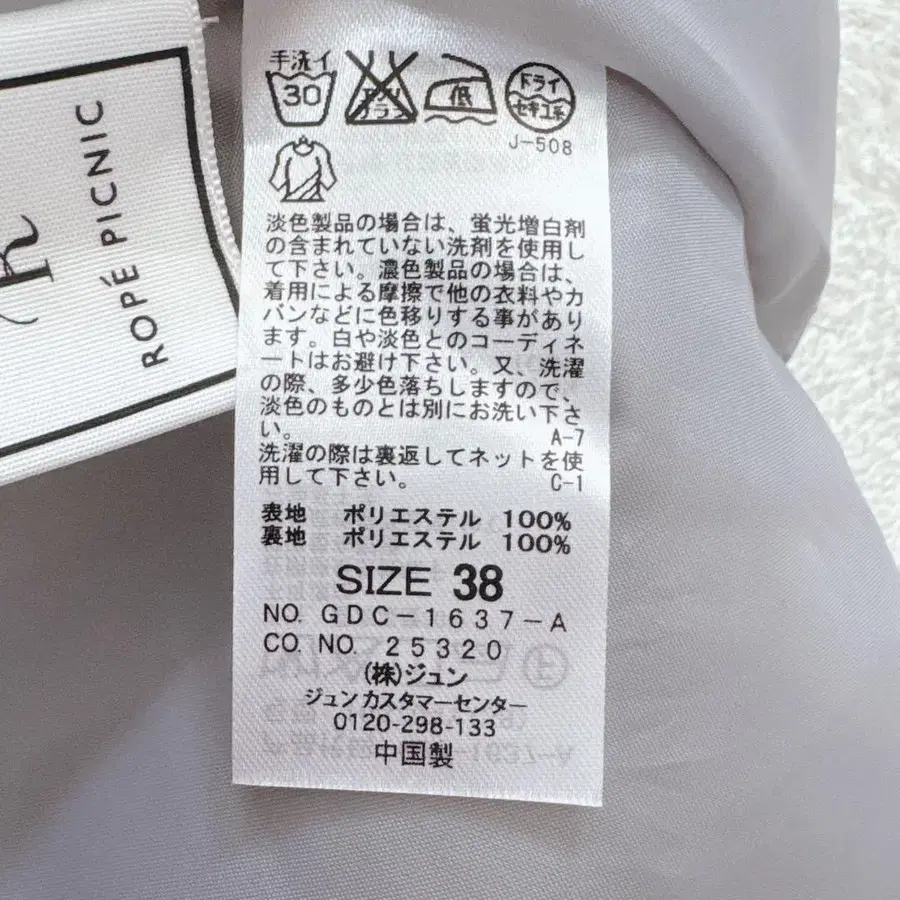 R
ROPÉ PICNIC
手洗イ
30
エンソ
サラシ
低
ドライ
セキユ系
J-508
淡色製品の場合は、蛍光増白剤
の含まれていない洗剤を使用し
て下さい。濃色製品の場合は、
着用による摩擦で他の衣料やカ
バンなどに色移りする事があり
ます。白や淡色とのコーディネ
ートはお避け下さい。又、洗濯
の際、多少色落ちしますので、
淡色のものとは別にお洗い下さ
い。 A-7
洗濯の際は裏返してネットを使
用して下さい。 C-1
表地 ポリエステル 100%
裏地 ポリエステル 100%
SIZE 38
NO. GDC-1637-A
CO. NO. 25320
(株)ジュン
ジュンカスタマーセンター
0120-298-133
中国製